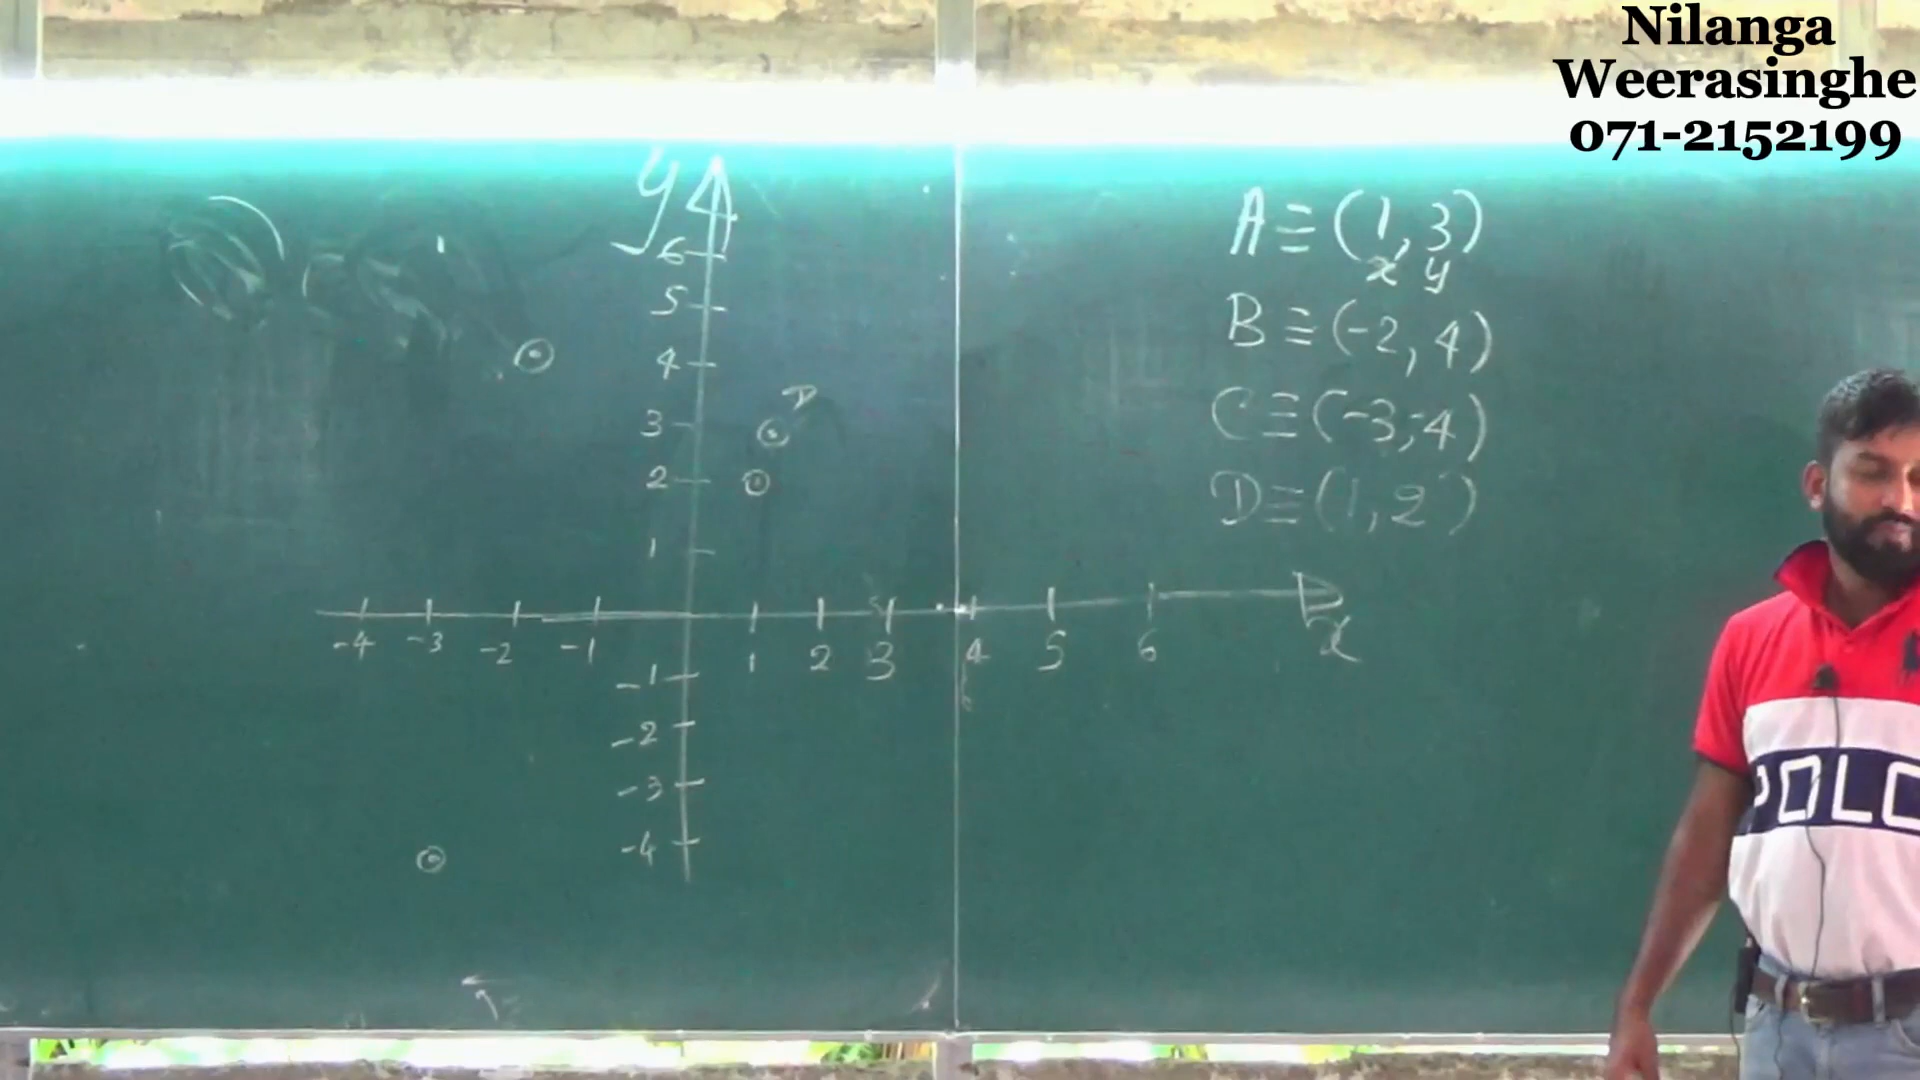 Nilanga
Weerasinghe
071-2152199
y
6
5
4
3
2
1
-4 -3 -2 -1 1 2 3 4 5 6 x
-1
-2
-3
-4
A ≡ (1, 3)
x y
B ≡ (-2, 4)
C ≡ (-3, -4)
D ≡ (1, 2)
POLO